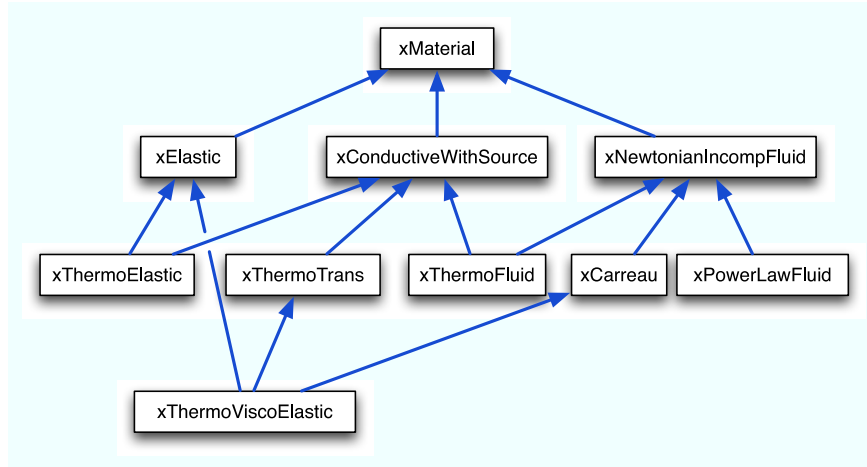 xMaterial
xElastic
xConductiveWithSource
xNewtonianIncompFluid
xThermoElastic
xThermoTrans
xThermoFluid
xCarreau
xPowerLawFluid
xThermoViscoElastic